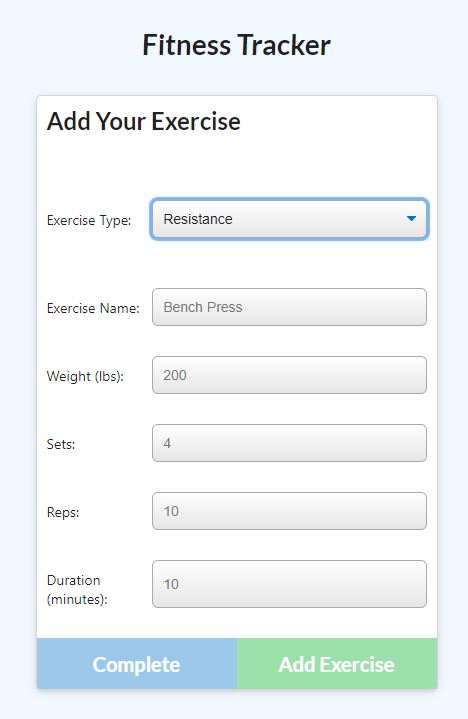 Fitness Tracker
Add Your Exercise
Exercise Type: Resistance
Exercise Name: Bench Press
Weight (lbs): 200
Sets: 4
Reps: 10
Duration
(minutes): 10
Complete Add Exercise